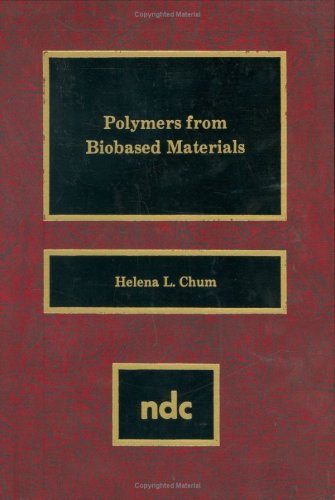 Polymers from
Biobased Materials
Helena L. Chum
ndc